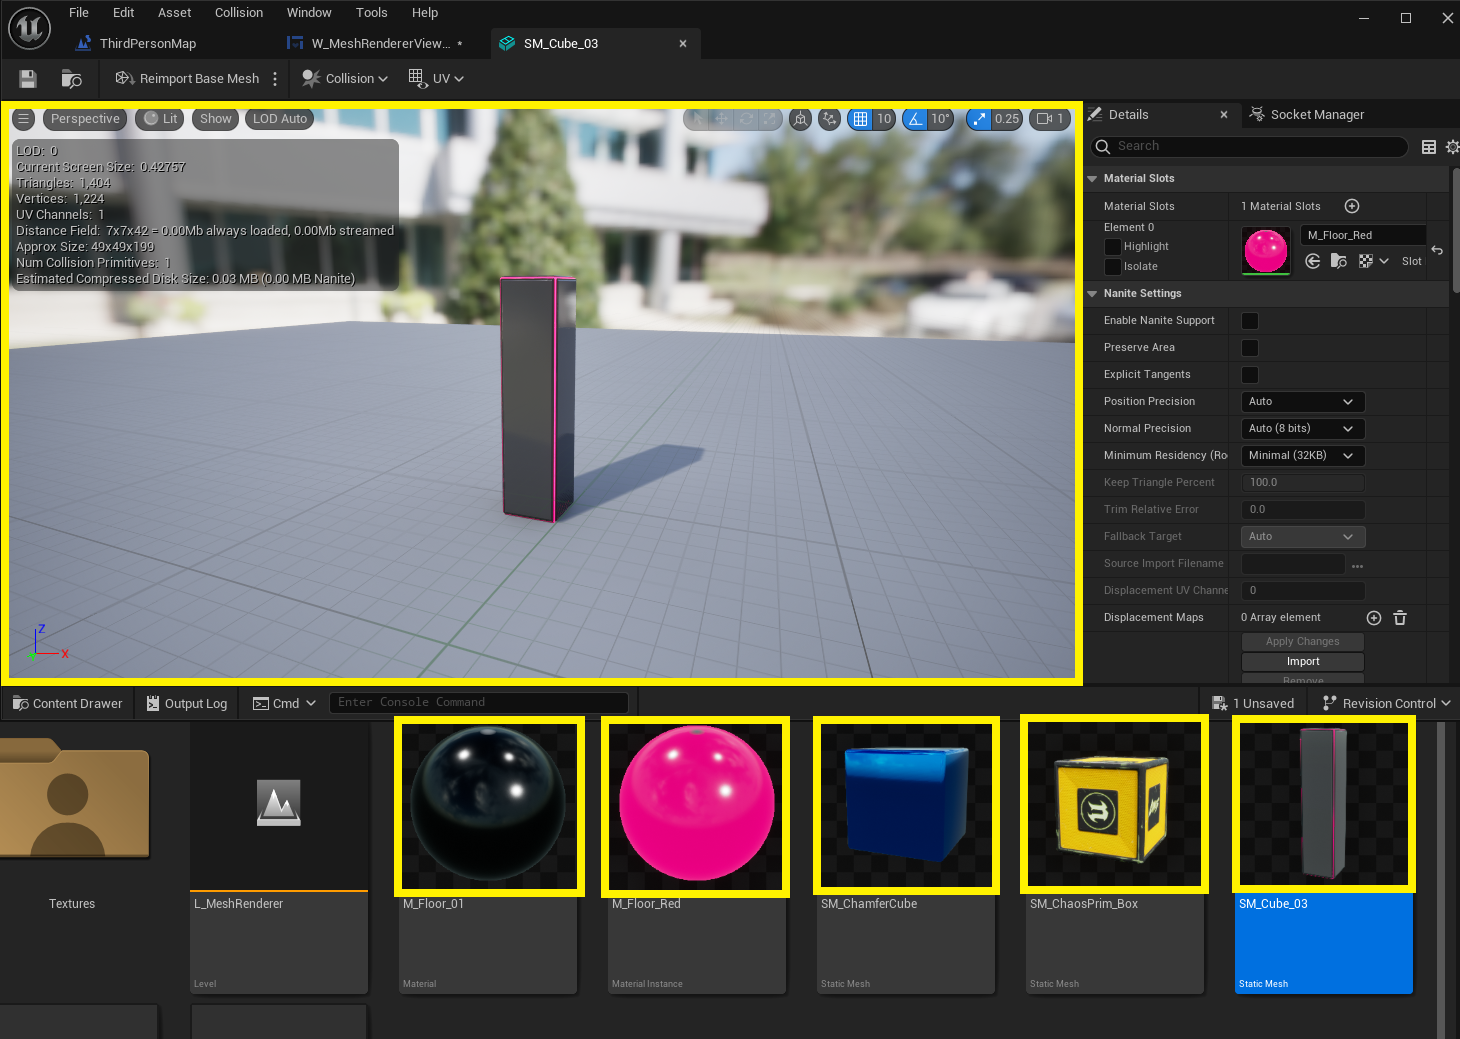 File Edit Asset Collision Window Tools Help
ThirdPersonMap W_MeshRendererView... • SM_Cube_03
Reimport Base Mesh Collision UV
Perspective Lit Show LOD Auto 10 10° 0.25 1
LOD: 0
Current Screen Size: 0.42757
Triangles: 1,404
Vertices: 1,224
UV Channels: 1
Distance Field: 7x7x42 = 0.00Mb always loaded, 0.00Mb streamed
Approx Size: 49x49x199
Num Collision Primitives: 1
Estimated Compressed Disk Size: 0.03 MB (0.00 MB Nanite)
Z
X
Details Socket Manager
Search
Material Slots
Material Slots 1 Material Slots
Element 0
Highlight
Isolate
M_Floor_Red
Slot
Nanite Settings
Enable Nanite Support
Preserve Area
Explicit Tangents
Position Precision Auto
Normal Precision Auto (8 bits)
Minimum Residency (Ro Minimal (32KB)
Keep Triangle Percent 100.0
Trim Relative Error 0.0
Fallback Target Auto
Source Import Filename ...
Displacement UV Channe 0
Displacement Maps 0 Array element
Apply Changes
Import
Remove
Content Drawer Output Log Cmd Enter Console Command 1 Unsaved Revision Control
Textures
L_MeshRenderer
Level
M_Floor_01
Material
M_Floor_Red
Material Instance
SM_ChamferCube
Static Mesh
SM_ChaosPrim_Box
Static Mesh
SM_Cube_03
Static Mesh